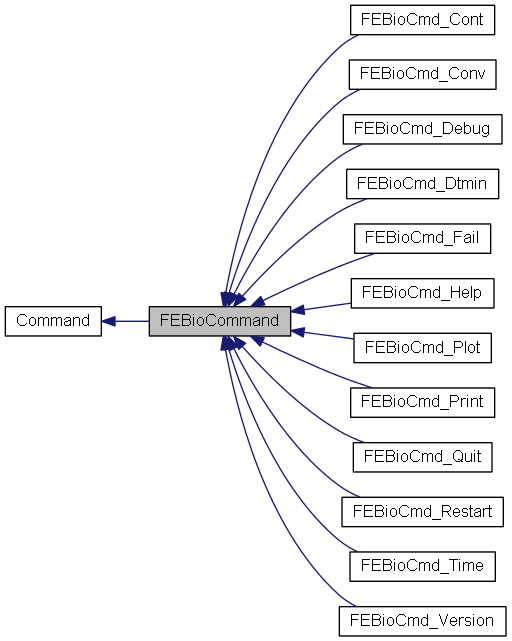 FEBioCmd_Cont
FEBioCmd_Conv
FEBioCmd_Debug
FEBioCmd_Dtmin
FEBioCmd_Fail
FEBioCmd_Help
Command
FEBioCommand
FEBioCmd_Plot
FEBioCmd_Print
FEBioCmd_Quit
FEBioCmd_Restart
FEBioCmd_Time
FEBioCmd_Version